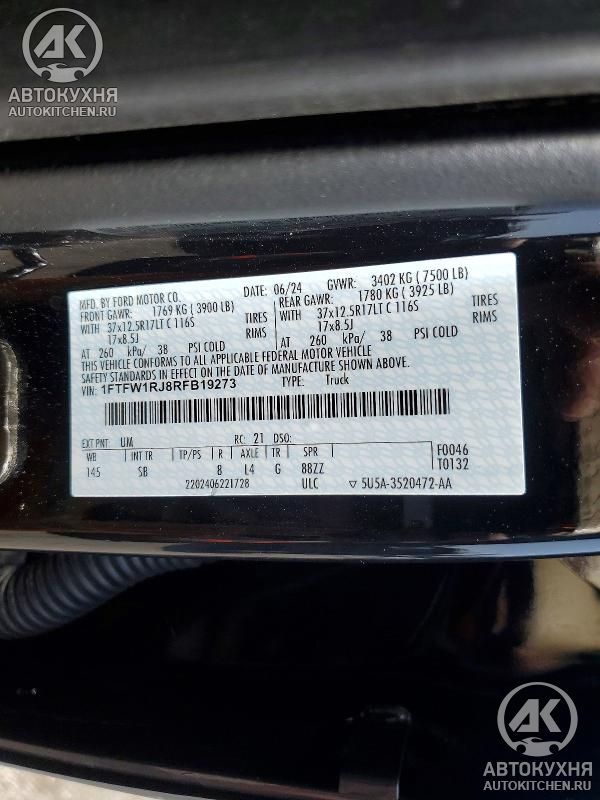 AK
АВТОКУХНЯ
AUTOKITCHEN.RU
MFD. BY FORD MOTOR CO. DATE: 06/24 GVWR: 3402 KG ( 7500 LB)
FRONT GAWR: 1769 KG ( 3900 LB) REAR GAWR: 1780 KG ( 3925 LB)
WITH 37x12.5R17LT C 116S TIRES WITH 37x12.5R17LT C 116S TIRES
17x8.5J RIMS 17x8.5J RIMS
AT 260 kPa/ 38 PSI COLD AT 260 kPa/ 38 PSI COLD
THIS VEHICLE CONFORMS TO ALL APPLICABLE FEDERAL MOTOR VEHICLE
SAFETY STANDARDS IN EFFECT ON THE DATE OF MANUFACTURE SHOWN ABOVE.
VIN: 1FTFW1RJ8RFB19273 TYPE: Truck
EXT PNT: UM RC: 21 DSO: F0046
WB INT TR TP/PS R AXLE TR SPR T0132
145 SB 8 L4 G 88ZZ
2202406221728 ULC ▽ 5U5A-3520472-AA
AK
АВТОКУХНЯ
AUTOKITCHEN.RU